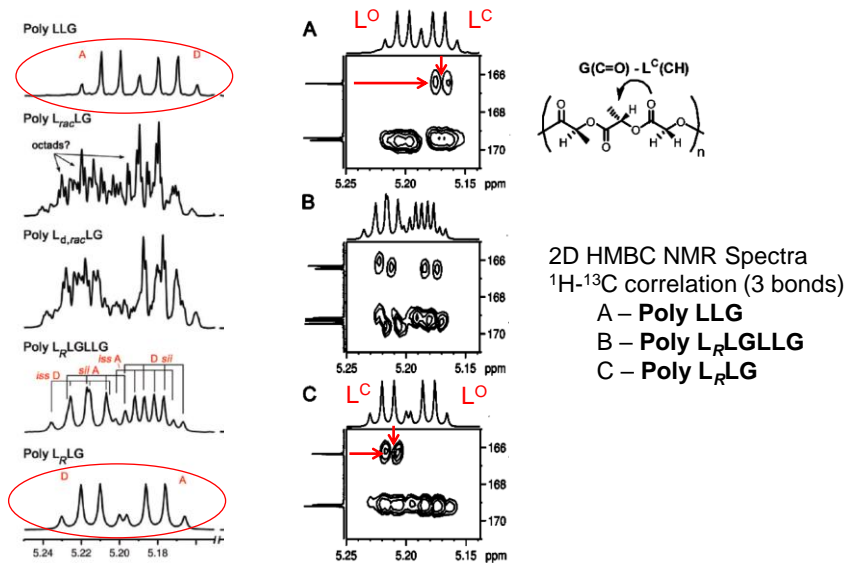 Poly LLG
A
D
Poly L_racLG
octads?
Poly L_d,racLG
Poly L_RLGLLG
iss A
D sii
iss D
sii A
Poly L_RLG
D
A
5.24 5.22 5.20 5.18
A
L^O L^C
166
168
170
5.25 5.20 5.15 ppm
B
166
168
170
5.25 5.20 5.15 ppm
C
L^C L^O
166
168
170
5.25 5.20 5.15 ppm
G(C=O) - L^C(CH)
O
H
O
O
H
O
O
O
H H
n
2D HMBC NMR Spectra
¹H-¹³C correlation (3 bonds)
A – Poly LLG
B – Poly L_RLGLLG
C – Poly L_RLG